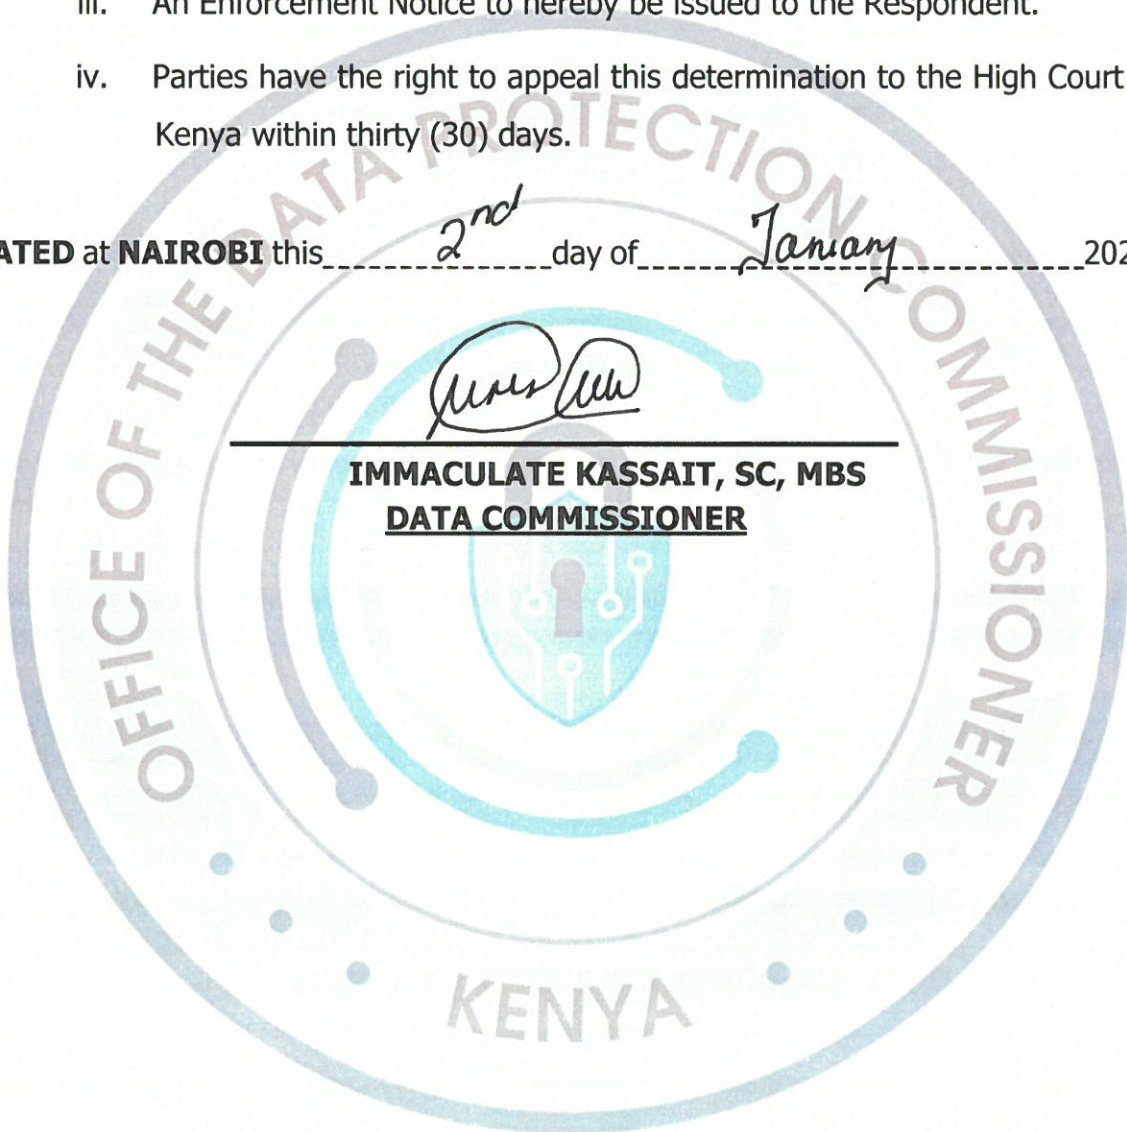 iii. An Enforcement Notice to hereby be issued to the Respondent.
iv. Parties have the right to appeal this determination to the High Court
Kenya within thirty (30) days.
ATED at NAIROBI this 2nd day of January 202
IMMACULATE KASSAIT, SC, MBS
DATA COMMISSIONER
OFFICE OF THE DATA PROTECTION COMMISSIONER
KENYA